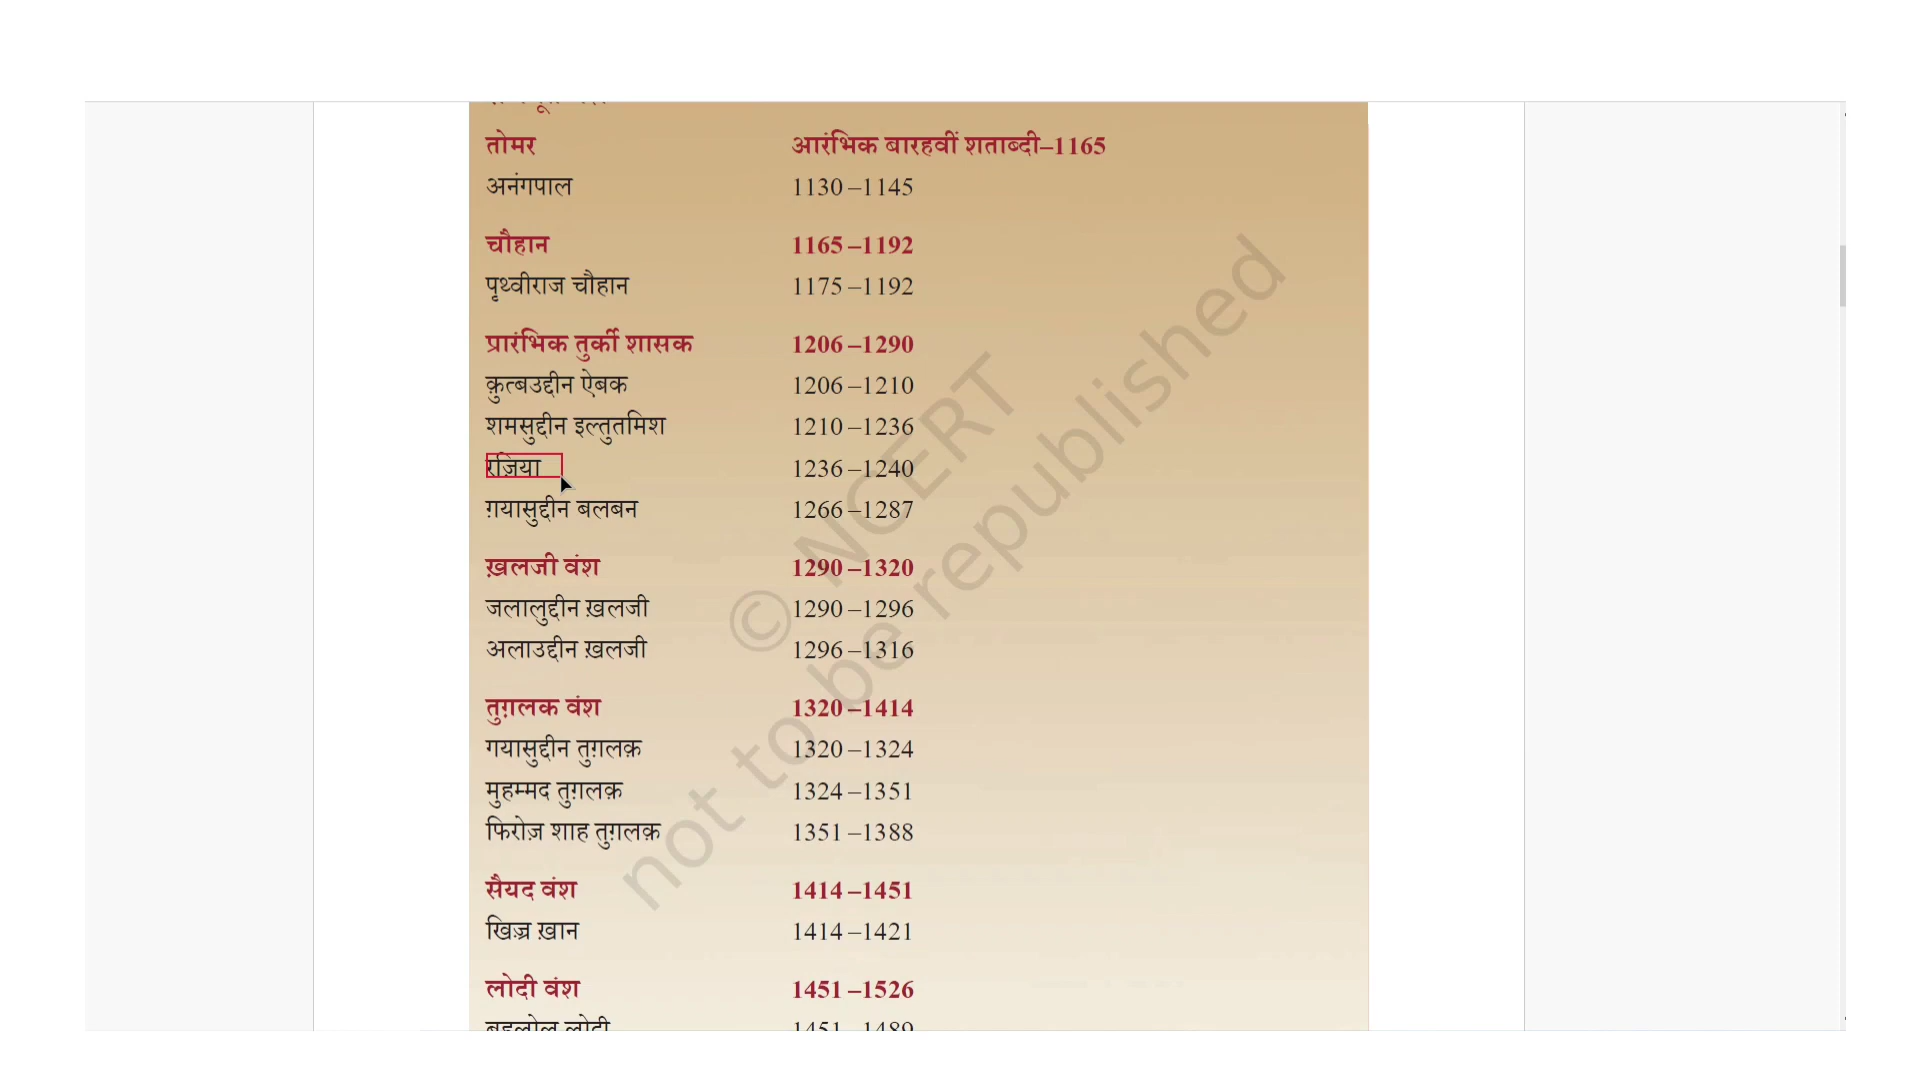 तोमर आरंभिक बारहवीं शताब्दी–1165
अनंगपाल 1130–1145
चौहान 1165–1192
पृथ्वीराज चौहान 1175–1192
प्रारंभिक तुर्की शासक 1206–1290
क़ुत्बउद्दीन ऐबक 1206–1210
शमसुद्दीन इल्तुतमिश 1210–1236
रज़िया 1236–1240
ग़यासुद्दीन बलबन 1266–1287
ख़लजी वंश 1290–1320
जलालुद्दीन ख़लजी 1290–1296
अलाउद्दीन ख़लजी 1296–1316
तुग़लक वंश 1320–1414
गयासुद्दीन तुग़लक़ 1320–1324
मुहम्मद तुग़लक़ 1324–1351
फिरोज़ शाह तुग़लक़ 1351–1388
सैयद वंश 1414–1451
खिज़्र ख़ान 1414–1421
लोदी वंश 1451–1526
बहलोल लोदी 1451–1489
© NCERT
not to be republished